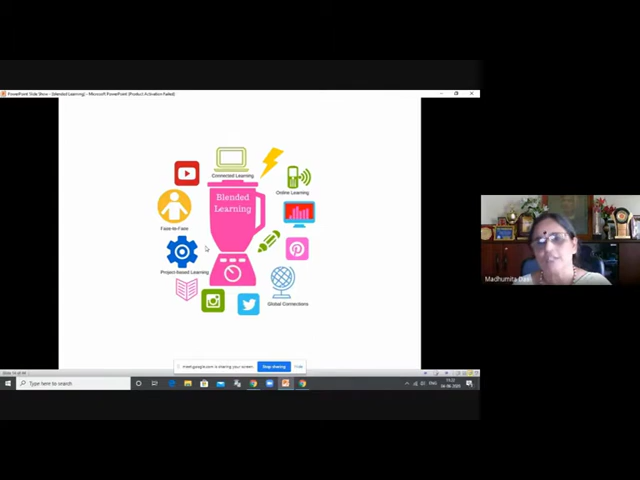 PowerPoint Slide Show - [Blended Learning] - Microsoft PowerPoint (Product Activation Failed)
Connected Learning
Blended
Learning
Online Learning
Face-to-Face
Project-based Learning
Global Connections
Madhumita
meet.google.com is sharing your screen.
Stop sharing
Hide
Type here to search
ENG